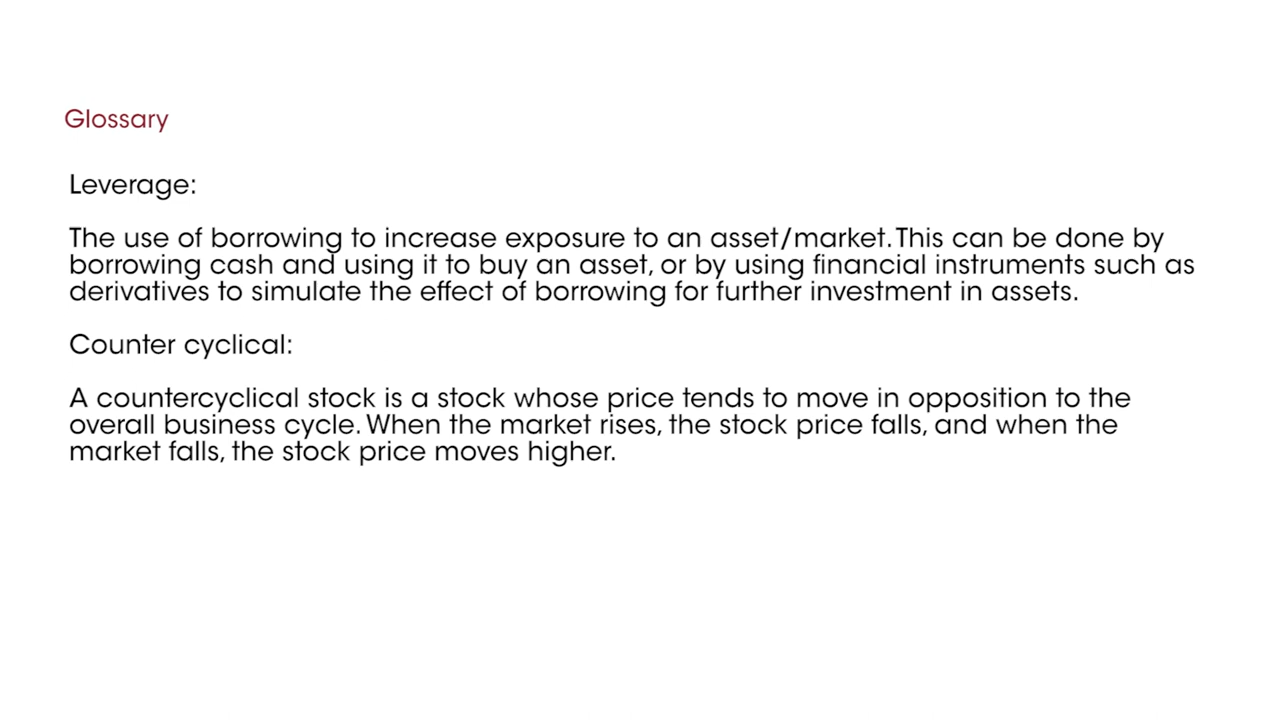 Glossary
Leverage:
The use of borrowing to increase exposure to an asset/market. This can be done by
borrowing cash and using it to buy an asset, or by using financial instruments such as
derivatives to simulate the effect of borrowing for further investment in assets.
Counter cyclical:
A countercyclical stock is a stock whose price tends to move in opposition to the
overall business cycle. When the market rises, the stock price falls, and when the
market falls, the stock price moves higher.